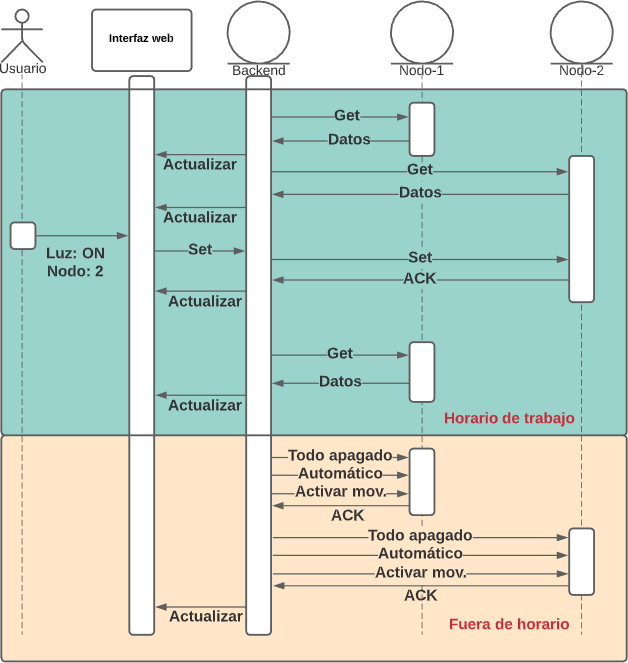 Interfaz web
Usuario
Backend
Nodo-1
Nodo-2
Get
Datos
Actualizar
Get
Datos
Actualizar
Luz: ON
Nodo: 2
Set
Set
ACK
Actualizar
Get
Datos
Actualizar
Horario de trabajo
Todo apagado
Automático
Activar mov.
ACK
Todo apagado
Automático
Activar mov.
ACK
Actualizar
Fuera de horario